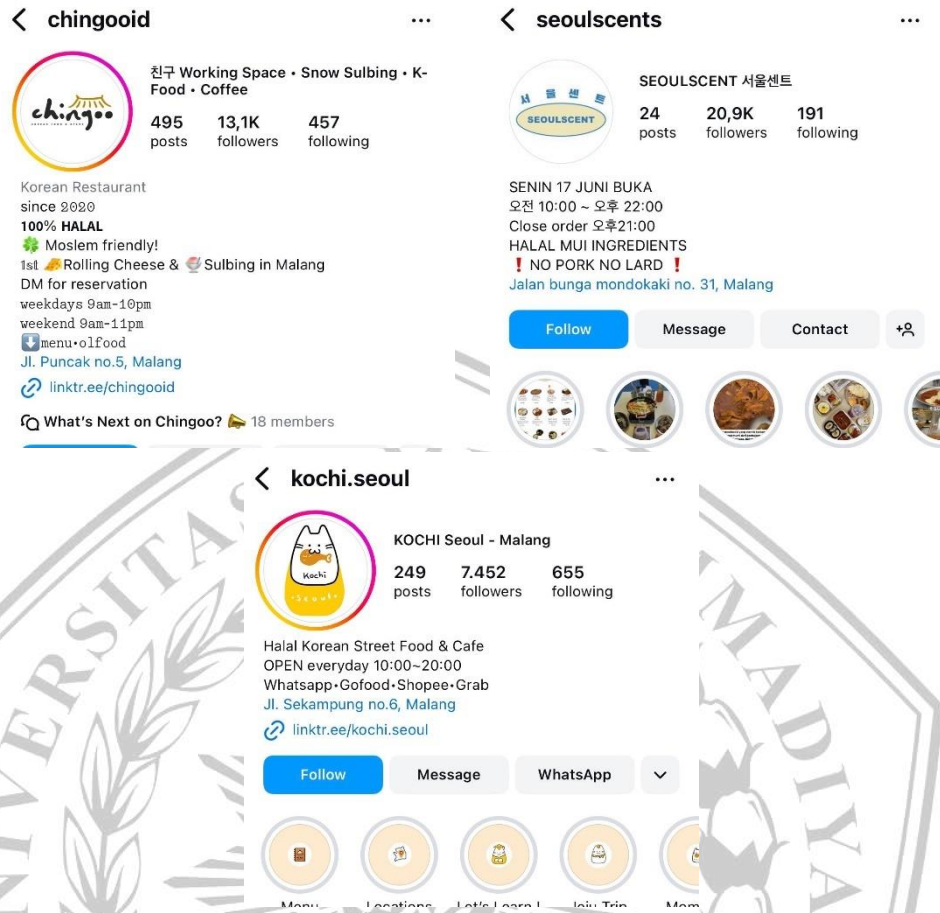 chingooid
chingoo
친구 Working Space • Snow Sulbing • K-
Food • Coffee
495 13,1K 457
posts followers following
Korean Restaurant
since 2020
100% HALAL
🍀 Moslem friendly!
1st 🧀Rolling Cheese & 🍧Sulbing in Malang
DM for reservation
weekdays 9am-10pm
weekend 9am-11pm
⬇️menu•olfood
Jl. Puncak no.5, Malang
linktr.ee/chingooid
What's Next on Chingoo? 18 members
seoulscents
서울센트
SEOULSCENT
SEOULSCENT 서울센트
24 20,9K 191
posts followers following
SENIN 17 JUNI BUKA
오전 10:00 ~ 오후 22:00
Close order 오후21:00
HALAL MUI INGREDIENTS
❗ NO PORK NO LARD ❗
Jalan bunga mondokaki no. 31, Malang
Follow Message Contact
kochi.seoul
Kochi
Seoul
KOCHI Seoul - Malang
249 7.452 655
posts followers following
Halal Korean Street Food & Cafe
OPEN everyday 10:00~20:00
Whatsapp•Gofood•Shopee•Grab
Jl. Sekampung no.6, Malang
linktr.ee/kochi.seoul
Follow Message WhatsApp
Menu Locations Let's Learn Jeju Trip